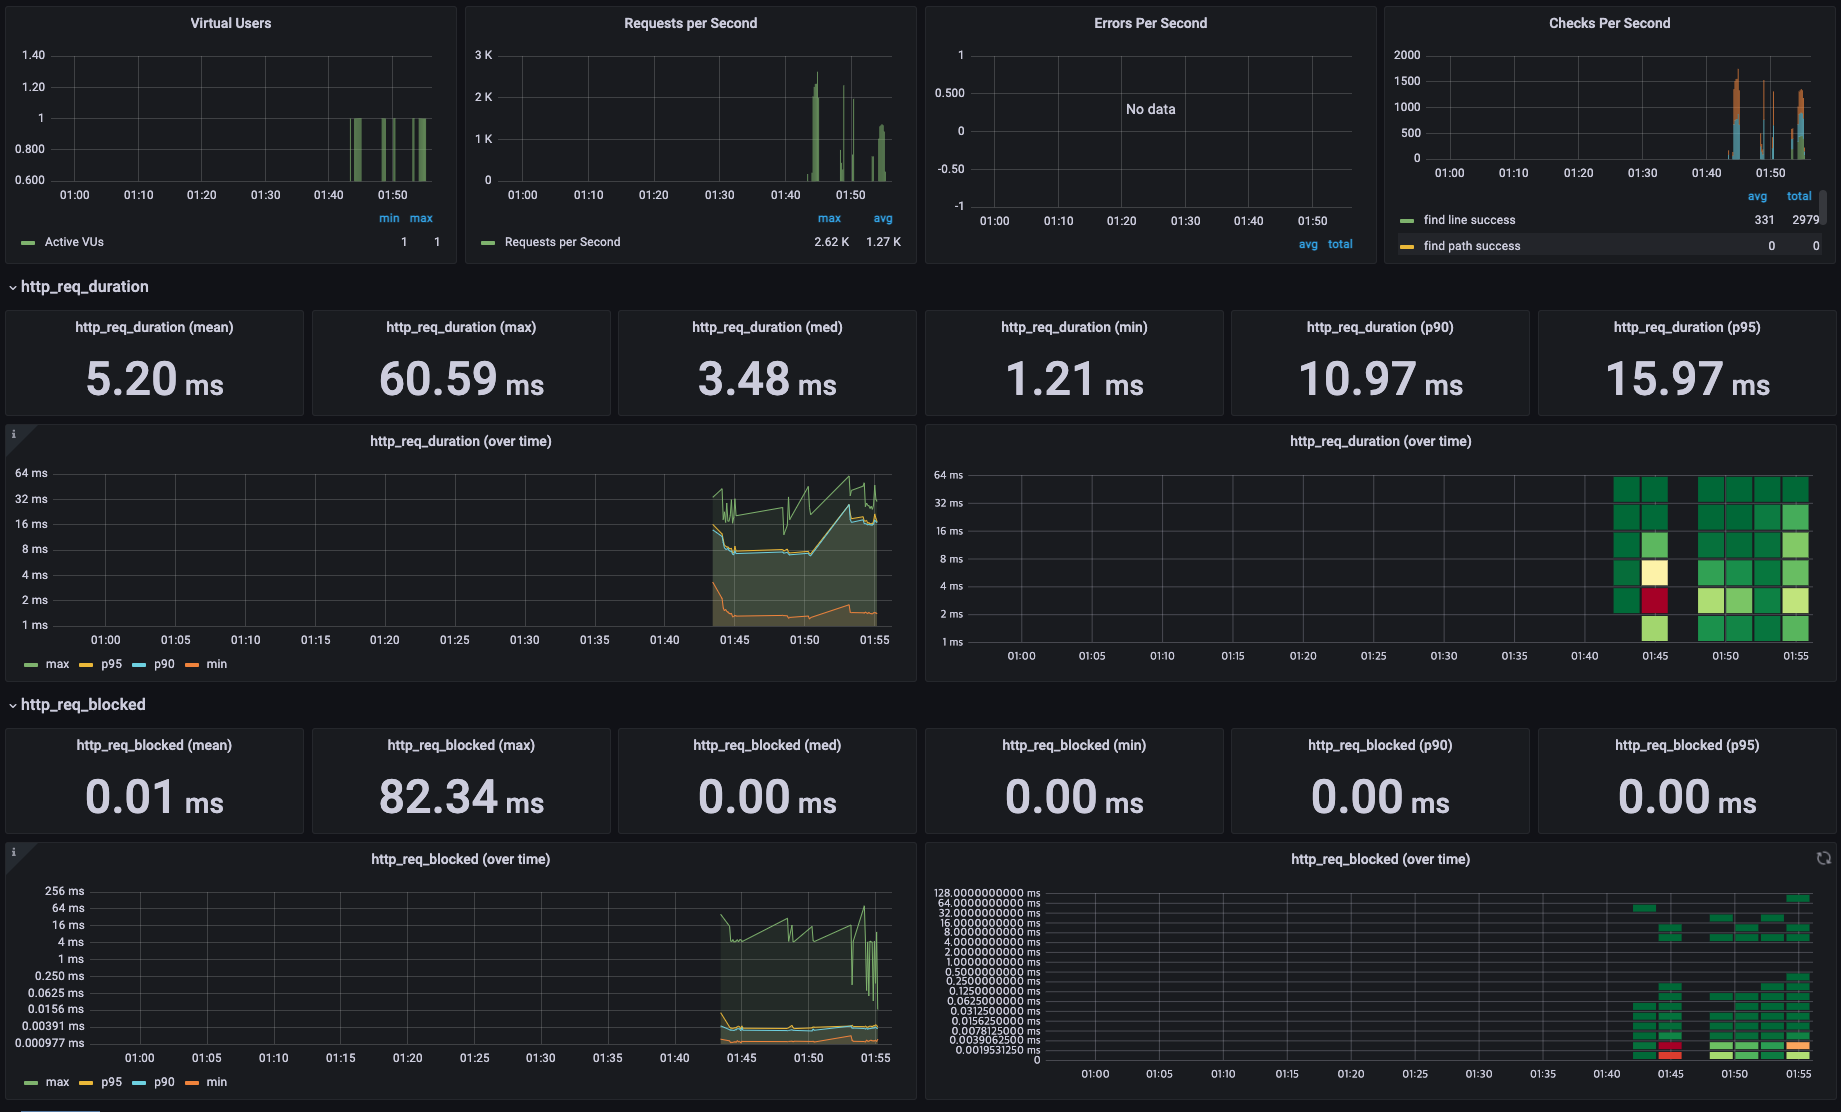 Virtual Users
1.40
1.20
1
0.800
0.600
01:00 01:10 01:20 01:30 01:40 01:50
min max
Active VUs 1 1
Requests per Second
3 K
2 K
1 K
0
01:00 01:10 01:20 01:30 01:40 01:50
max avg
Requests per Second 2.62 K 1.27 K
Errors Per Second
1
0.500
0
-0.50
-1
No data
01:00 01:10 01:20 01:30 01:40 01:50
avg total
Checks Per Second
2000
1500
1000
500
0
01:00 01:10 01:20 01:30 01:40 01:50
avg total
find line success 331 2979
find path success 0 0
http_req_duration
http_req_duration (mean)
5.20 ms
http_req_duration (max)
60.59 ms
http_req_duration (med)
3.48 ms
http_req_duration (min)
1.21 ms
http_req_duration (p90)
10.97 ms
http_req_duration (p95)
15.97 ms
i
http_req_duration (over time)
64 ms
32 ms
16 ms
8 ms
4 ms
2 ms
1 ms
01:00 01:05 01:10 01:15 01:20 01:25 01:30 01:35 01:40 01:45 01:50 01:55
max p95 p90 min
http_req_duration (over time)
64 ms
32 ms
16 ms
8 ms
4 ms
2 ms
1 ms
01:00 01:05 01:10 01:15 01:20 01:25 01:30 01:35 01:40 01:45 01:50 01:55
http_req_blocked
http_req_blocked (mean)
0.01 ms
http_req_blocked (max)
82.34 ms
http_req_blocked (med)
0.00 ms
http_req_blocked (min)
0.00 ms
http_req_blocked (p90)
0.00 ms
http_req_blocked (p95)
0.00 ms
i
http_req_blocked (over time)
256 ms
64 ms
16 ms
4 ms
1 ms
0.250 ms
0.0625 ms
0.0156 ms
0.00391 ms
0.000977 ms
01:00 01:05 01:10 01:15 01:20 01:25 01:30 01:35 01:40 01:45 01:50 01:55
max p95 p90 min
http_req_blocked (over time)
128.0000000000 ms
64.0000000000 ms
32.0000000000 ms
16.0000000000 ms
8.0000000000 ms
4.0000000000 ms
2.0000000000 ms
1.0000000000 ms
0.5000000000 ms
0.2500000000 ms
0.1250000000 ms
0.0625000000 ms
0.0312500000 ms
0.0156250000 ms
0.0078125000 ms
0.0039062500 ms
0.0019531250 ms
0
01:00 01:05 01:10 01:15 01:20 01:25 01:30 01:35 01:40 01:45 01:50 01:55